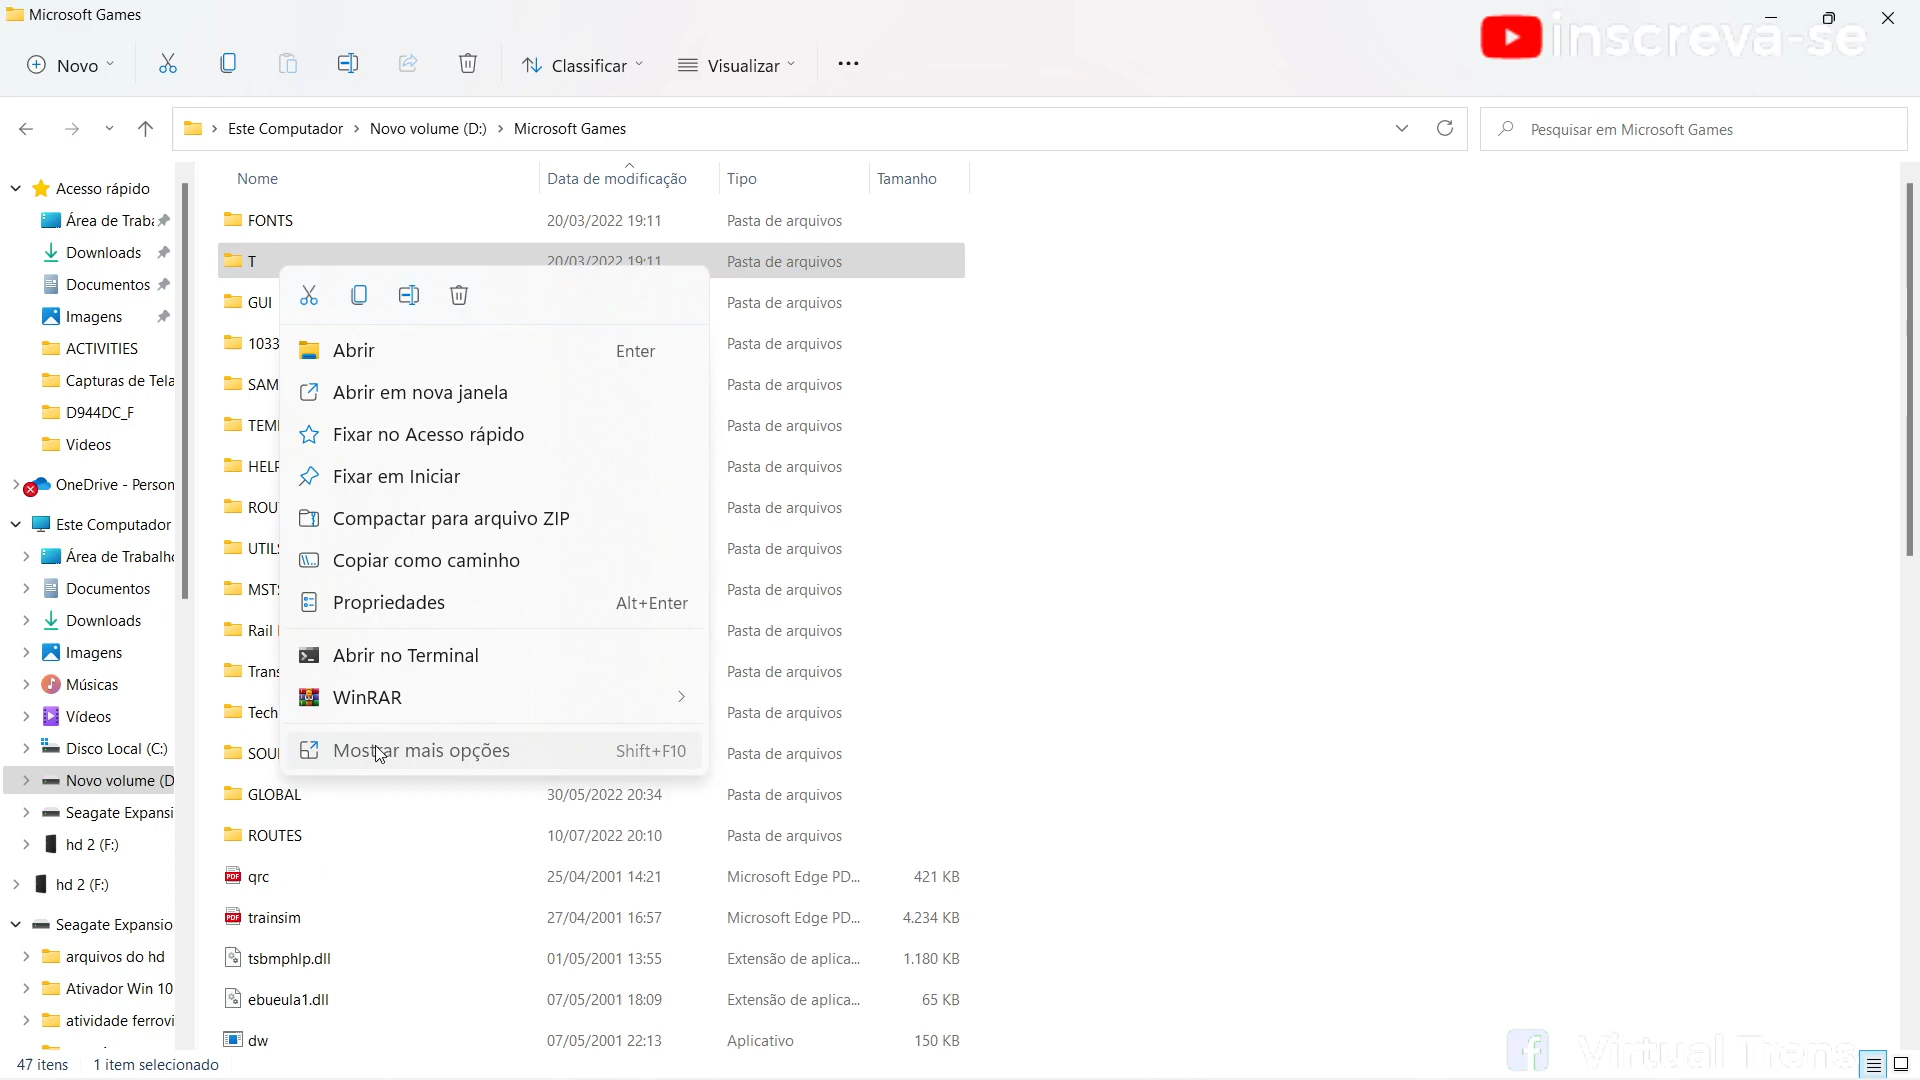 Microsoft Games
inscreva-se
Novo
Classificar
Visualizar
Este Computador > Novo volume (D:) > Microsoft Games
Pesquisar em Microsoft Games
Nome Data de modificação Tipo Tamanho
Acesso rápido
Área de Traba
Downloads
Documentos
Imagens
ACTIVITIES
Capturas de Tela
D944DC_F
Videos
OneDrive - Person
Este Computador
Área de Trabalho
Documentos
Downloads
Imagens
Músicas
Vídeos
Disco Local (C:)
Novo volume (D
Seagate Expansi
hd 2 (F:)
hd 2 (F:)
Seagate Expansio
arquivos do hd
Ativador Win 10
atividade ferrovi
FONTS 20/03/2022 19:11 Pasta de arquivos
T 20/03/2022 19:11 Pasta de arquivos
GUI Pasta de arquivos
1033 Pasta de arquivos
SAM Pasta de arquivos
TEM Pasta de arquivos
HELP Pasta de arquivos
ROU Pasta de arquivos
UTILS Pasta de arquivos
MSTS Pasta de arquivos
Rail Pasta de arquivos
Trans Pasta de arquivos
Tech Pasta de arquivos
SOU Pasta de arquivos
GLOBAL 30/05/2022 20:34 Pasta de arquivos
ROUTES 10/07/2022 20:10 Pasta de arquivos
qrc 25/04/2001 14:21 Microsoft Edge PD... 421 KB
trainsim 27/04/2001 16:57 Microsoft Edge PD... 4.234 KB
tsbmphlp.dll 01/05/2001 13:55 Extensão de aplica... 1.180 KB
ebueula1.dll 07/05/2001 18:09 Extensão de aplica... 65 KB
dw 07/05/2001 22:13 Aplicativo 150 KB
Abrir Enter
Abrir em nova janela
Fixar no Acesso rápido
Fixar em Iniciar
Compactar para arquivo ZIP
Copiar como caminho
Propriedades Alt+Enter
Abrir no Terminal
WinRAR
Mostrar mais opções Shift+F10
47 itens 1 item selecionado
Virtual Trens